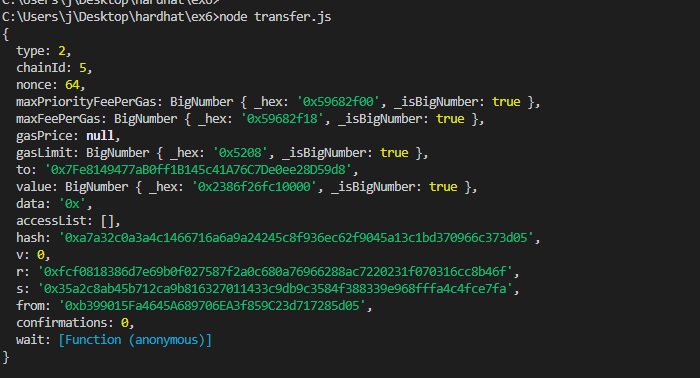 C:\Users\j\Desktop\hardhat\ex6>
C:\Users\j\Desktop\hardhat\ex6>node transfer.js
{
  type: 2,
  chainId: 5,
  nonce: 64,
  maxPriorityFeePerGas: BigNumber { _hex: '0x59682f00', _isBigNumber: true },
  maxFeePerGas: BigNumber { _hex: '0x59682f18', _isBigNumber: true },
  gasPrice: null,
  gasLimit: BigNumber { _hex: '0x5208', _isBigNumber: true },
  to: '0x7Fe8149477aB0ff1B145c41A76C7De0ee28D59d8',
  value: BigNumber { _hex: '0x2386f26fc10000', _isBigNumber: true },
  data: '0x',
  accessList: [],
  hash: '0xa7a32c0a3a4c1466716a6a9a24245c8f936ec62f9045a13c1bd370966c373d05',
  v: 0,
  r: '0xfcf0818386d7e69b0f027587f2a0c680a76966288ac7220231f070316cc8b46f',
  s: '0x35a2c8ab45b712ca9b816327011433c9db9c3584f388339e968fffa4c4fce7fa',
  from: '0xb399015Fa4645A689706EA3f859C23d717285d05',
  confirmations: 0,
  wait: [Function (anonymous)]
}